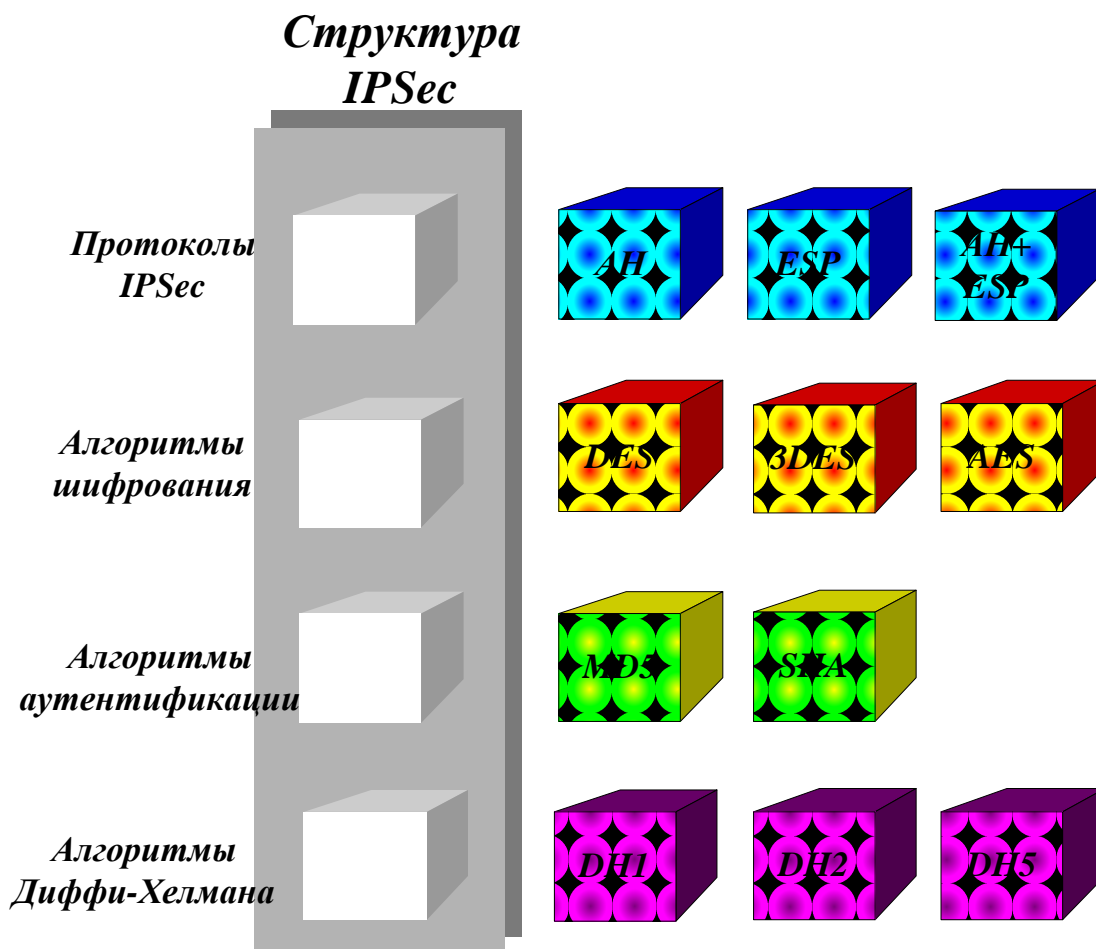 Структура
IPSec
Протоколы
IPSec
AH
ESP
AH+
ESP
Алгоритмы
шифрования
DES
3DES
AES
Алгоритмы
аутентификации
MD5
SHA
Алгоритмы
Диффи-Хелмана
DH1
DH2
DH5